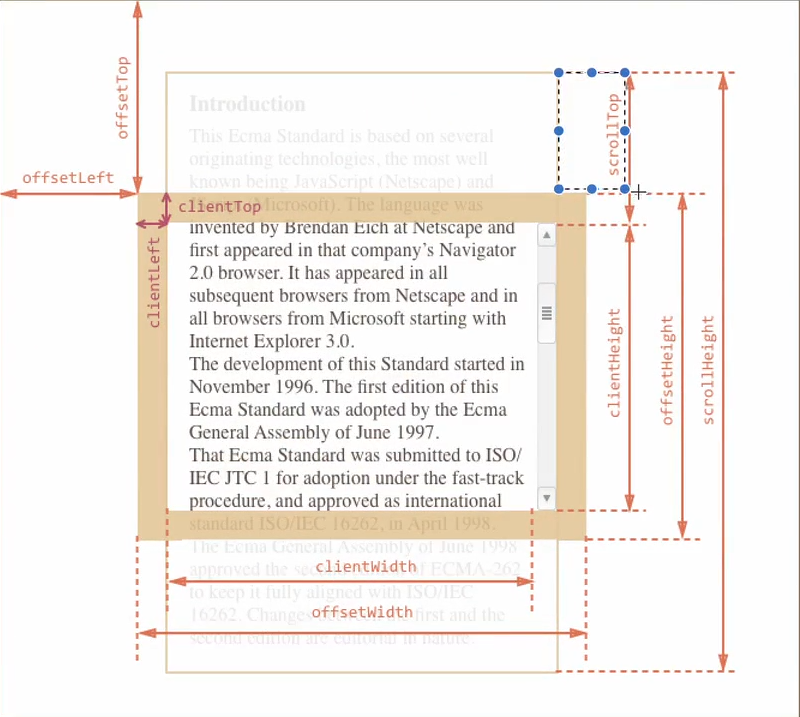 offsetTop
Introduction
scrollTop
This Ecma Standard is based on several
originating technologies, the most well
offsetLeft
known being JavaScript (Netscape) and
clientTop
Microsoft). The language was
invented by Brendan Eich at Netscape and
first appeared in that company’s Navigator
clientLeft
2.0 browser. It has appeared in all
subsequent browsers from Netscape and in
all browsers from Microsoft starting with
Internet Explorer 3.0.
clientHeight
offsetHeight
scrollHeight
The development of this Standard started in
November 1996. The first edition of this
Ecma Standard was adopted by the Ecma
General Assembly of June 1997.
That Ecma Standard was submitted to ISO/
IEC JTC 1 for adoption under the fast-track
procedure, and approved as international
standard ISO/IEC 16262, in April 1998.
The Ecma General Assembly of June 1998
approved the second of ECMA-262
clientWidth
to keep it fully aligned with ISO/IEC
offsetWidth
16262. Changes between the first and the
second edition are editorial in nature.